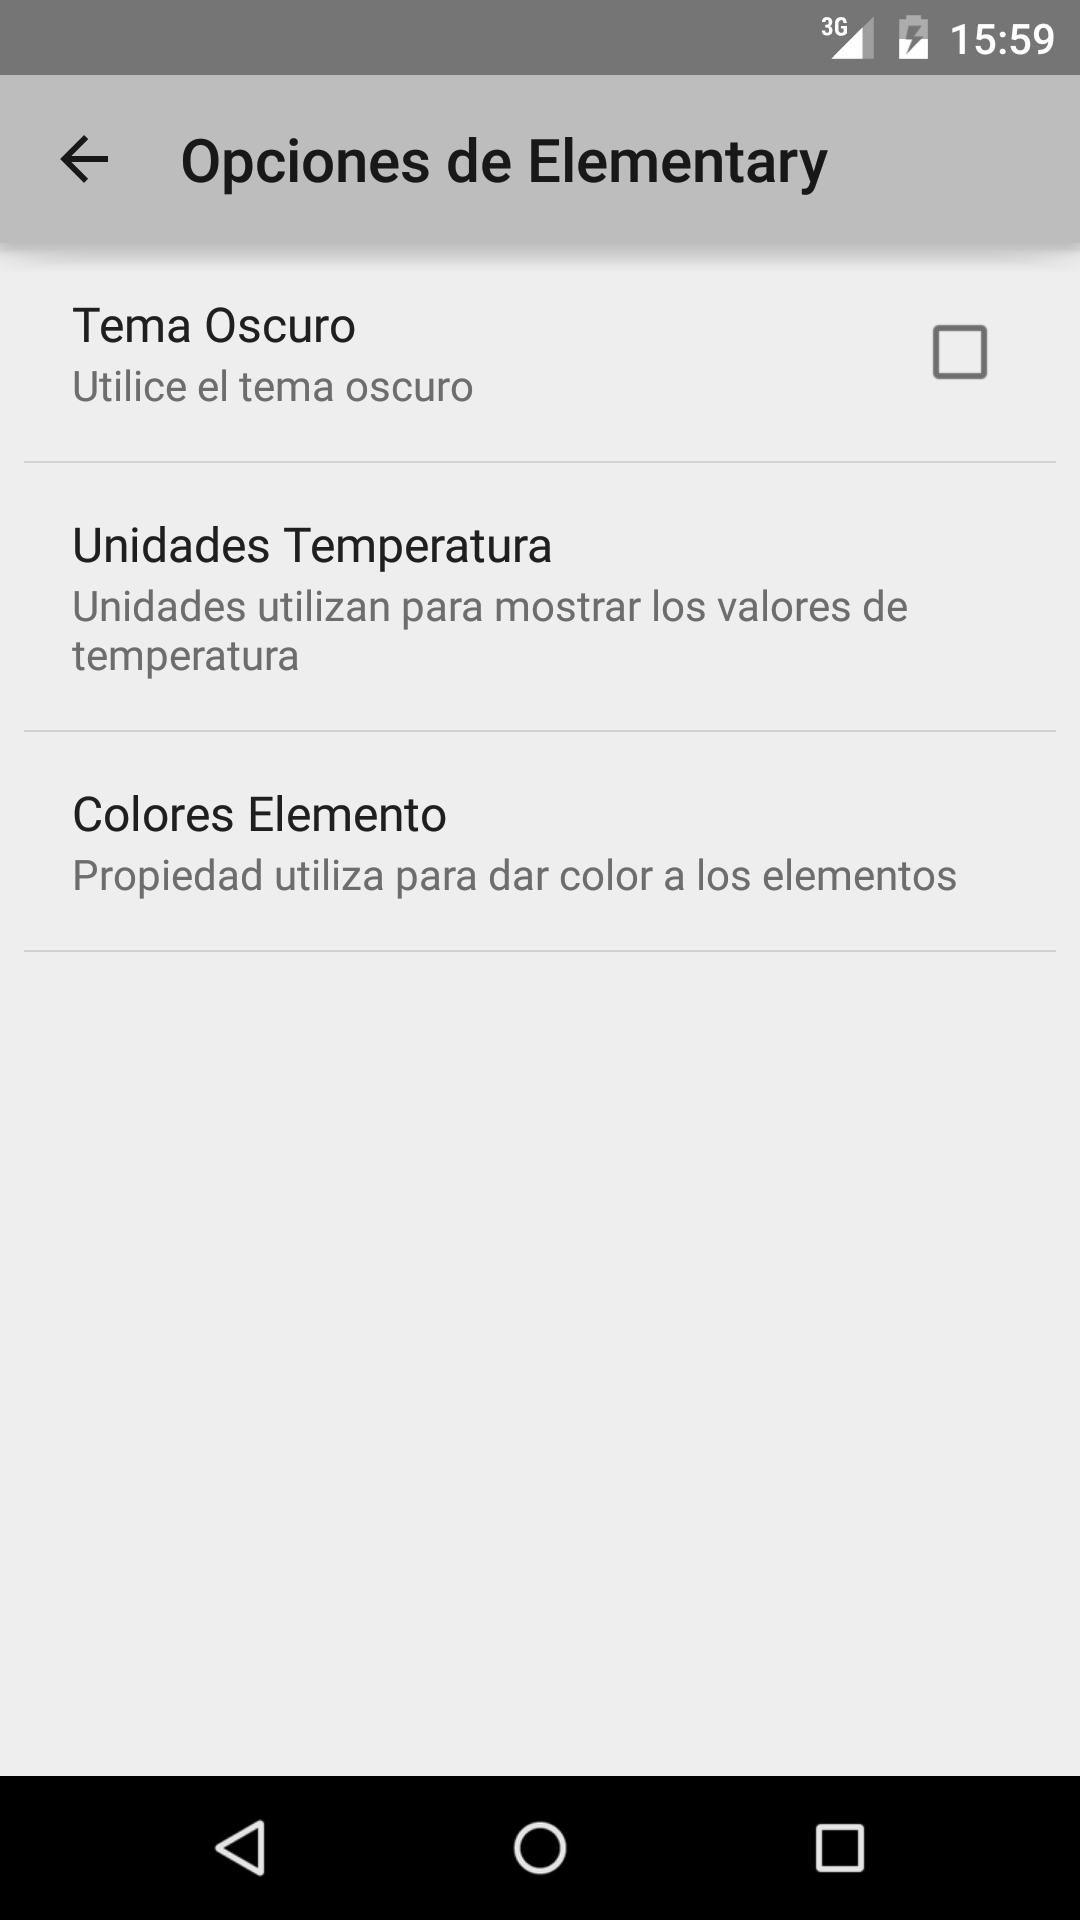 3G 15:59
Opciones de Elementary
Tema Oscuro
Utilice el tema oscuro
Unidades Temperatura
Unidades utilizan para mostrar los valores de
temperatura
Colores Elemento
Propiedad utiliza para dar color a los elementos